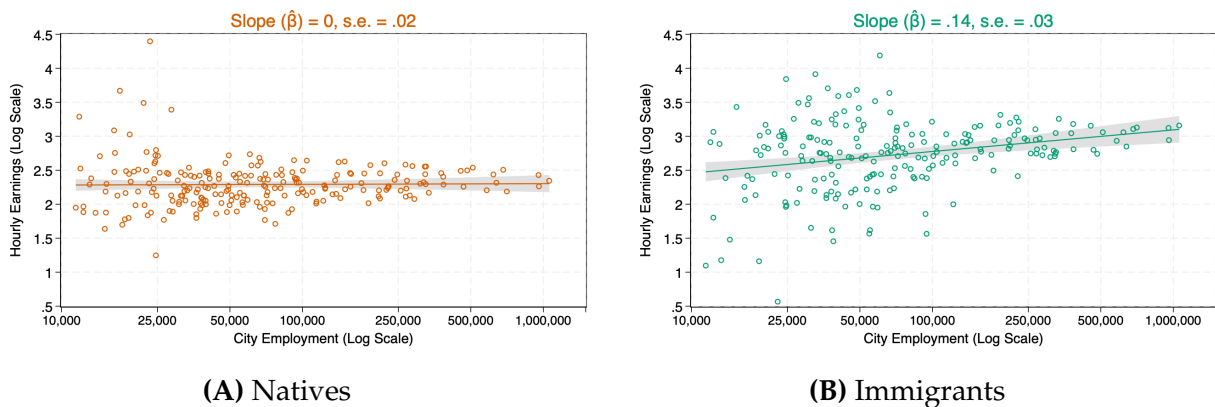 Slope (β̂) = 0, s.e. = .02
Hourly Earnings (Log Scale)
4.5
4
3.5
3
2.5
2
1.5
1
.5
10,000 25,000 50,000 100,000 250,000 500,000 1,000,000
City Employment (Log Scale)
(A) Natives
Slope (β̂) = .14, s.e. = .03
Hourly Earnings (Log Scale)
4.5
4
3.5
3
2.5
2
1.5
1
.5
10,000 25,000 50,000 100,000 250,000 500,000 1,000,000
City Employment (Log Scale)
(B) Immigrants